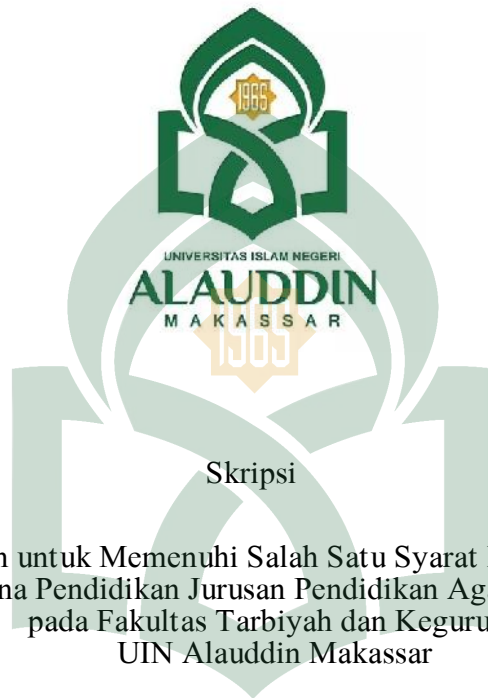 1965
UNIVERSITAS ISLAM NEGERI
ALAUDDIN
MAKASSAR
1965
Skripsi
untuk Memenuhi Salah Satu Syarat
Pendidikan Jurusan Pendidikan
pada Fakultas Tarbiyah dan
UIN Alauddin Makassar